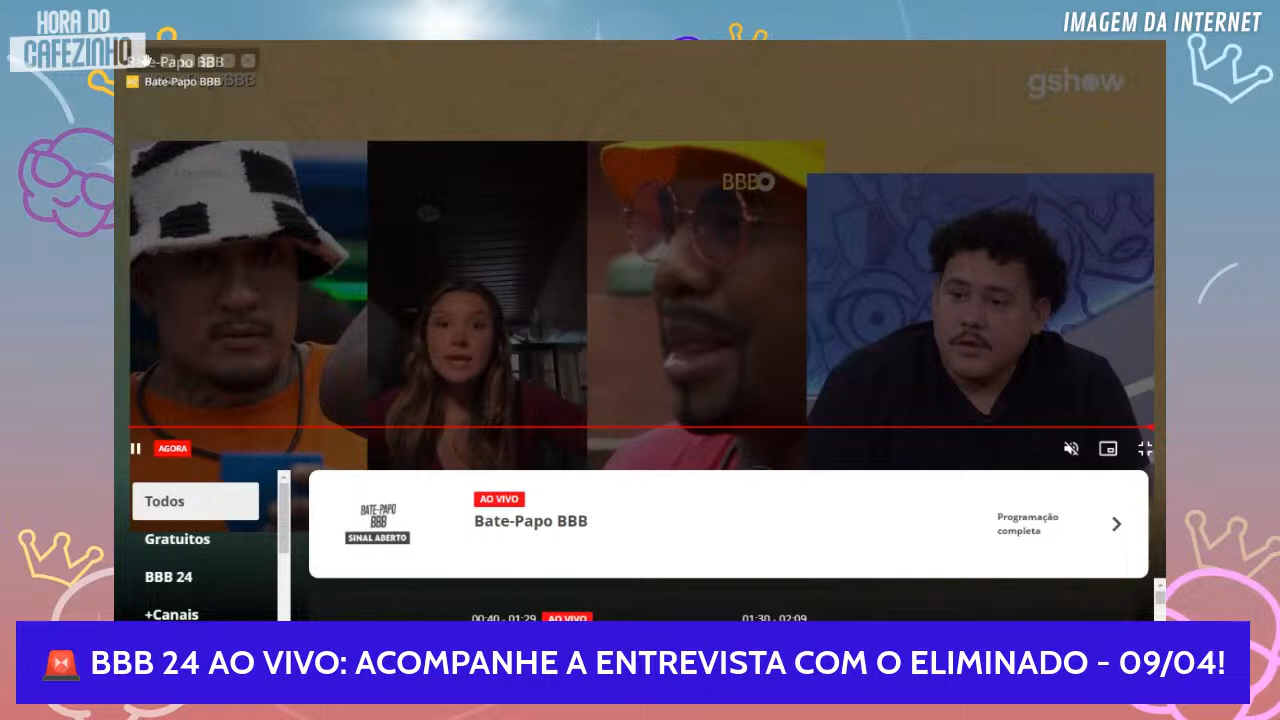 HORA DO
CAFEZINHO
IMAGEM DA INTERNET
Bate-Papo BBB
Bate-Papo BBB
gshow
BBB
AGORA
Todos
Gratuitos
BBB 24
+Canais
BATE-PAPO
BBB
SINAL ABERTO
AO VIVO
Bate-Papo BBB
Programação
completa
00:40 - 01:29 AO VIVO
01:30 - 02:09
🚨 BBB 24 AO VIVO: ACOMPANHE A ENTREVISTA COM O ELIMINADO - 09/04!